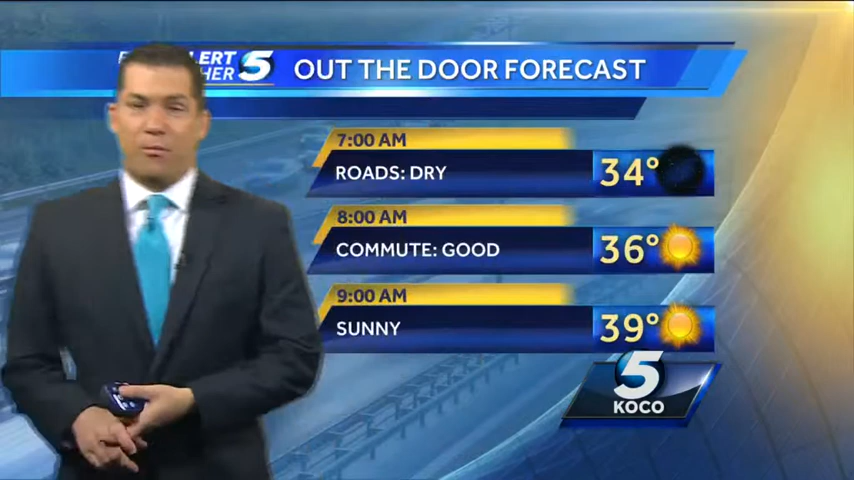 5
OUT THE DOOR FORECAST
7:00 AM
ROADS: DRY 34°
8:00 AM
COMMUTE: GOOD 36°
9:00 AM
SUNNY 39°
5
KOCO